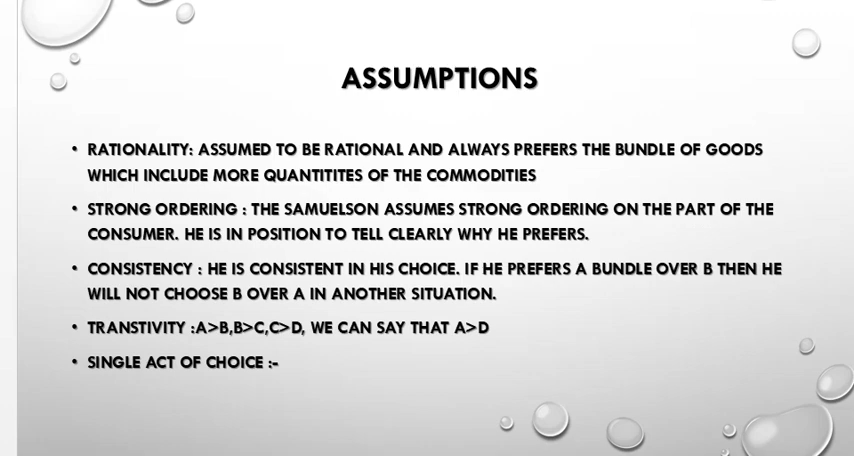 ASSUMPTIONS
• RATIONALITY: ASSUMED TO BE RATIONAL AND ALWAYS PREFERS THE BUNDLE OF GOODS
WHICH INCLUDE MORE QUANTITITES OF THE COMMODITIES
• STRONG ORDERING : THE SAMUELSON ASSUMES STRONG ORDERING ON THE PART OF THE
CONSUMER. HE IS IN POSITION TO TELL CLEARLY WHY HE PREFERS.
• CONSISTENCY : HE IS CONSISTENT IN HIS CHOICE. IF HE PREFERS A BUNDLE OVER B THEN HE
WILL NOT CHOOSE B OVER A IN ANOTHER SITUATION.
• TRANSTIVITY :A>B,B>C,C>D, WE CAN SAY THAT A>D
• SINGLE ACT OF CHOICE :-